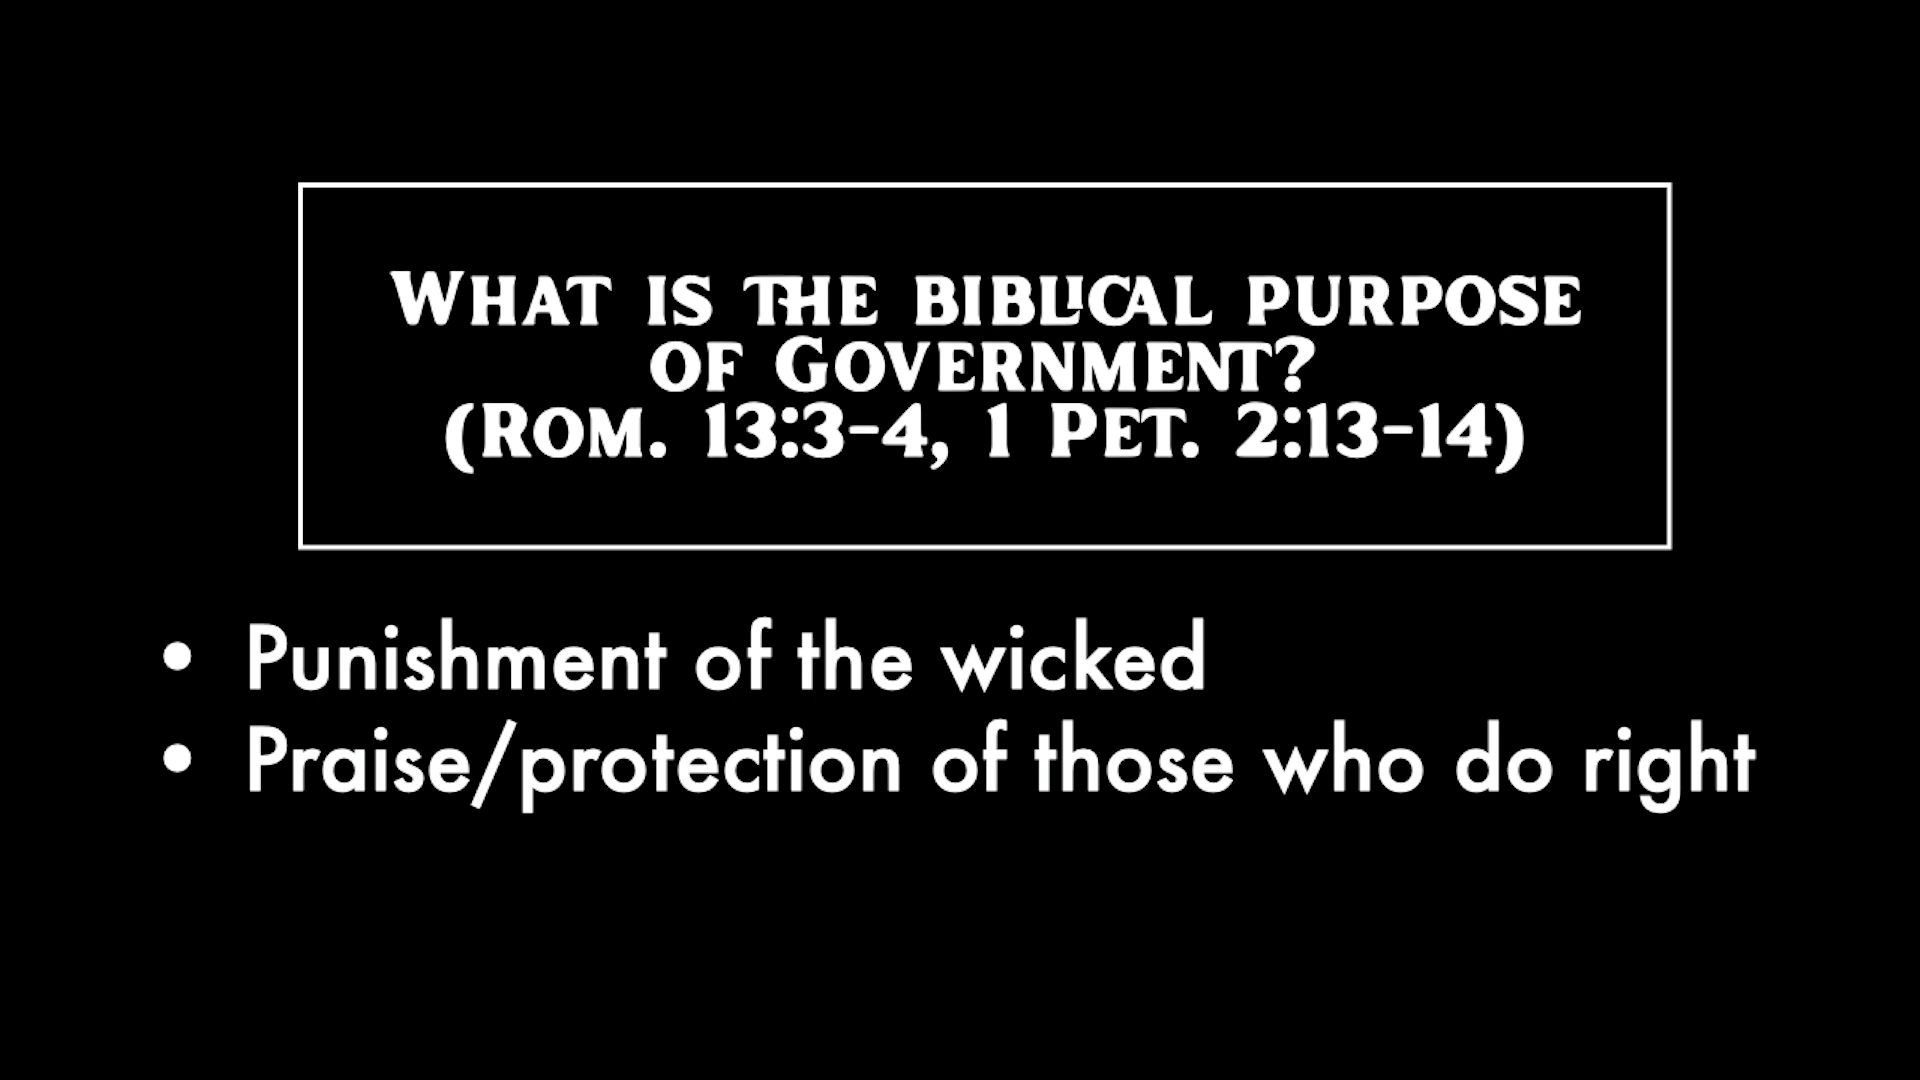 What is the biblical purpose
of Government?
(Rom. 13:3-4, 1 Pet. 2:13-14)
• Punishment of the wicked
• Praise/protection of those who do right